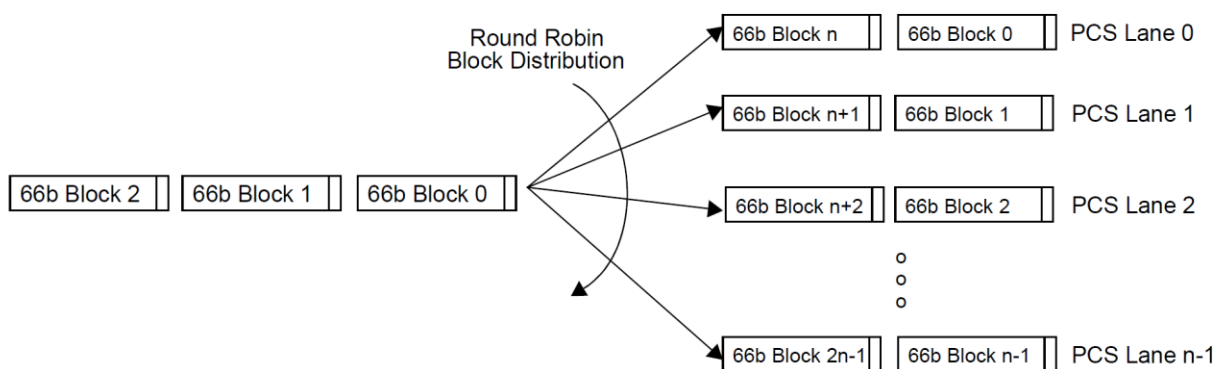 Round Robin
Block Distribution
66b Block 2
66b Block 1
66b Block 0
66b Block n
66b Block 0
PCS Lane 0
66b Block n+1
66b Block 1
PCS Lane 1
66b Block n+2
66b Block 2
PCS Lane 2
66b Block 2n-1
66b Block n-1
PCS Lane n-1